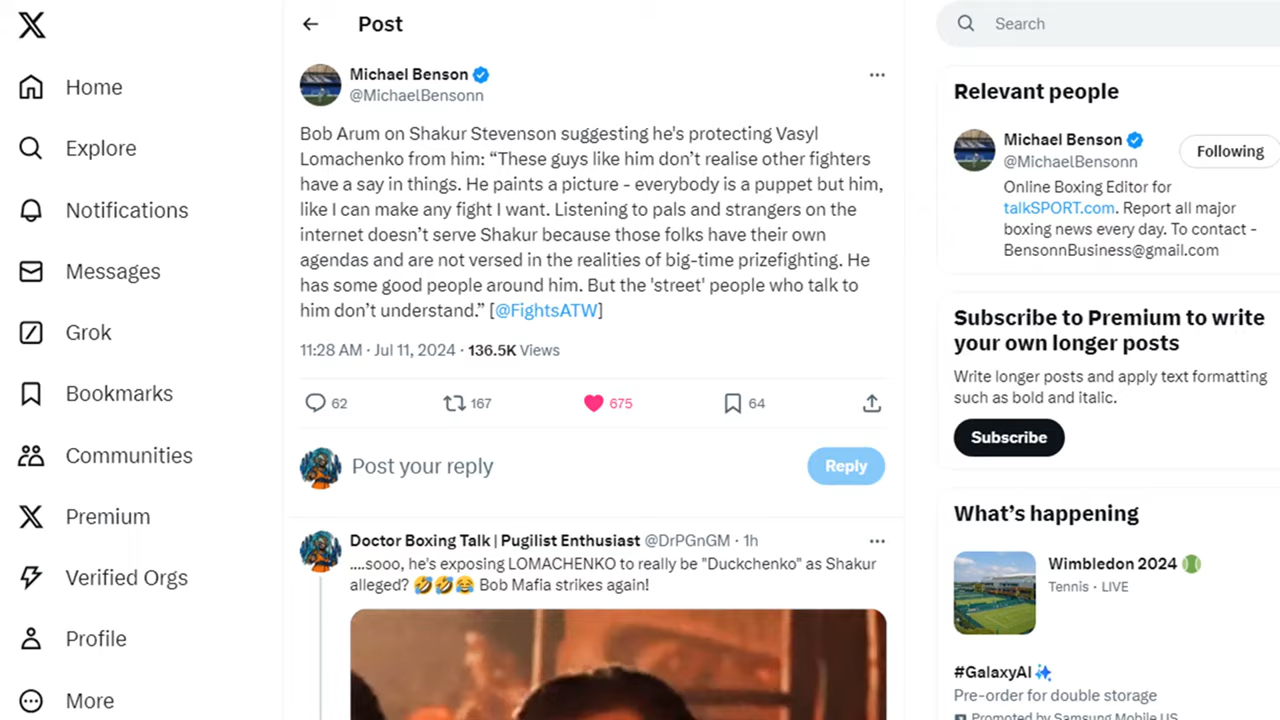 Home
Explore
Notifications
Messages
Grok
Bookmarks
Communities
Premium
Verified Orgs
Profile
More
Post
Michael Benson
@MichaelBensonn
Bob Arum on Shakur Stevenson suggesting he's protecting Vasyl
Lomachenko from him: “These guys like him don’t realise other fighters
have a say in things. He paints a picture - everybody is a puppet but him,
like I can make any fight I want. Listening to pals and strangers on the
internet doesn’t serve Shakur because those folks have their own
agendas and are not versed in the realities of big-time prizefighting. He
has some good people around him. But the 'street' people who talk to
him don’t understand.” [@FightsATW]
11:28 AM · Jul 11, 2024 · 136.5K Views
62 167 675 64
Post your reply
Reply
Doctor Boxing Talk | Pugilist Enthusiast @DrPGnGM · 1h
....sooo, he's exposing LOMACHENKO to really be "Duckchenko" as Shakur
alleged? 🤣🤣😂 Bob Mafia strikes again!
Search
Relevant people
Michael Benson
@MichaelBensonn
Following
Online Boxing Editor for
talkSPORT.com. Report all major
boxing news every day. To contact -
BensonnBusiness@gmail.com
Subscribe to Premium to write
your own longer posts
Write longer posts and apply text formatting
such as bold and italic.
Subscribe
What’s happening
Wimbledon 2024
Tennis · LIVE
#GalaxyAI
Pre-order for double storage
Promoted by Samsung Mobile US